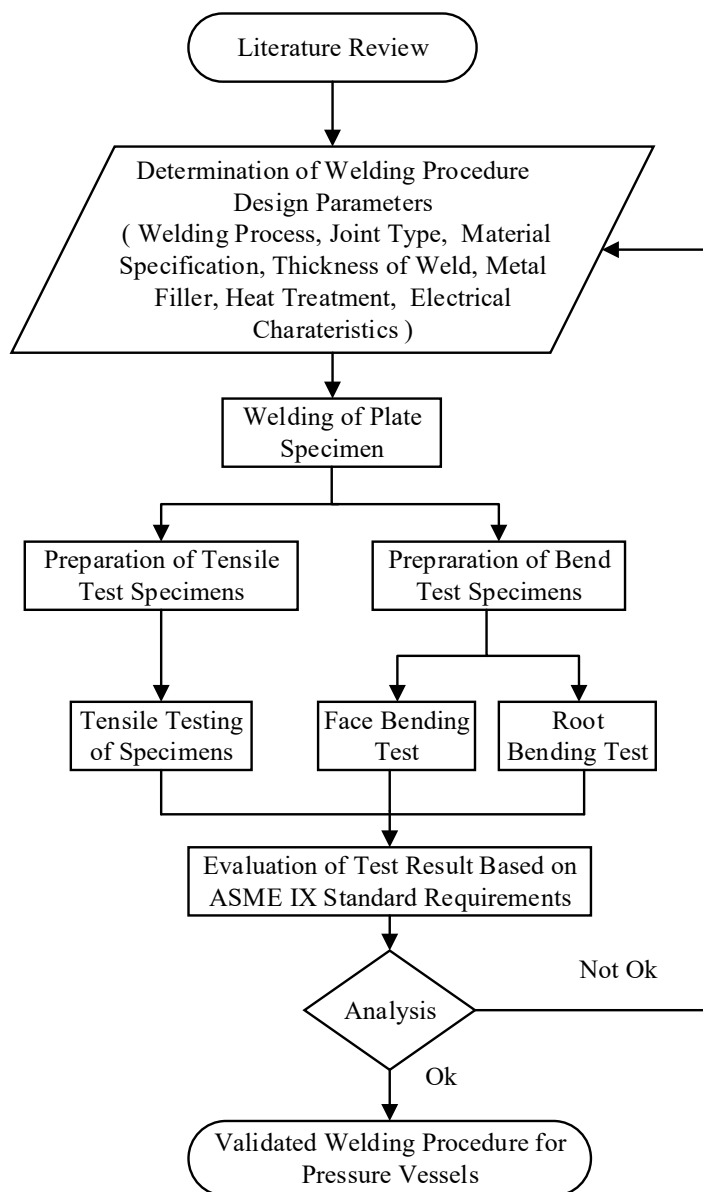 Literature Review
Determination of Welding Procedure
Design Parameters
( Welding Process, Joint Type, Material
Specification, Thickness of Weld, Metal
Filler, Heat Treatment, Electrical
Charateristics )
Welding of Plate
Specimen
Preparation of Tensile
Test Specimens
Prepraration of Bend
Test Specimens
Tensile Testing
of Specimens
Face Bending
Test
Root
Bending Test
Evaluation of Test Result Based on
ASME IX Standard Requirements
Analysis
Not Ok
Ok
Validated Welding Procedure for
Pressure Vessels